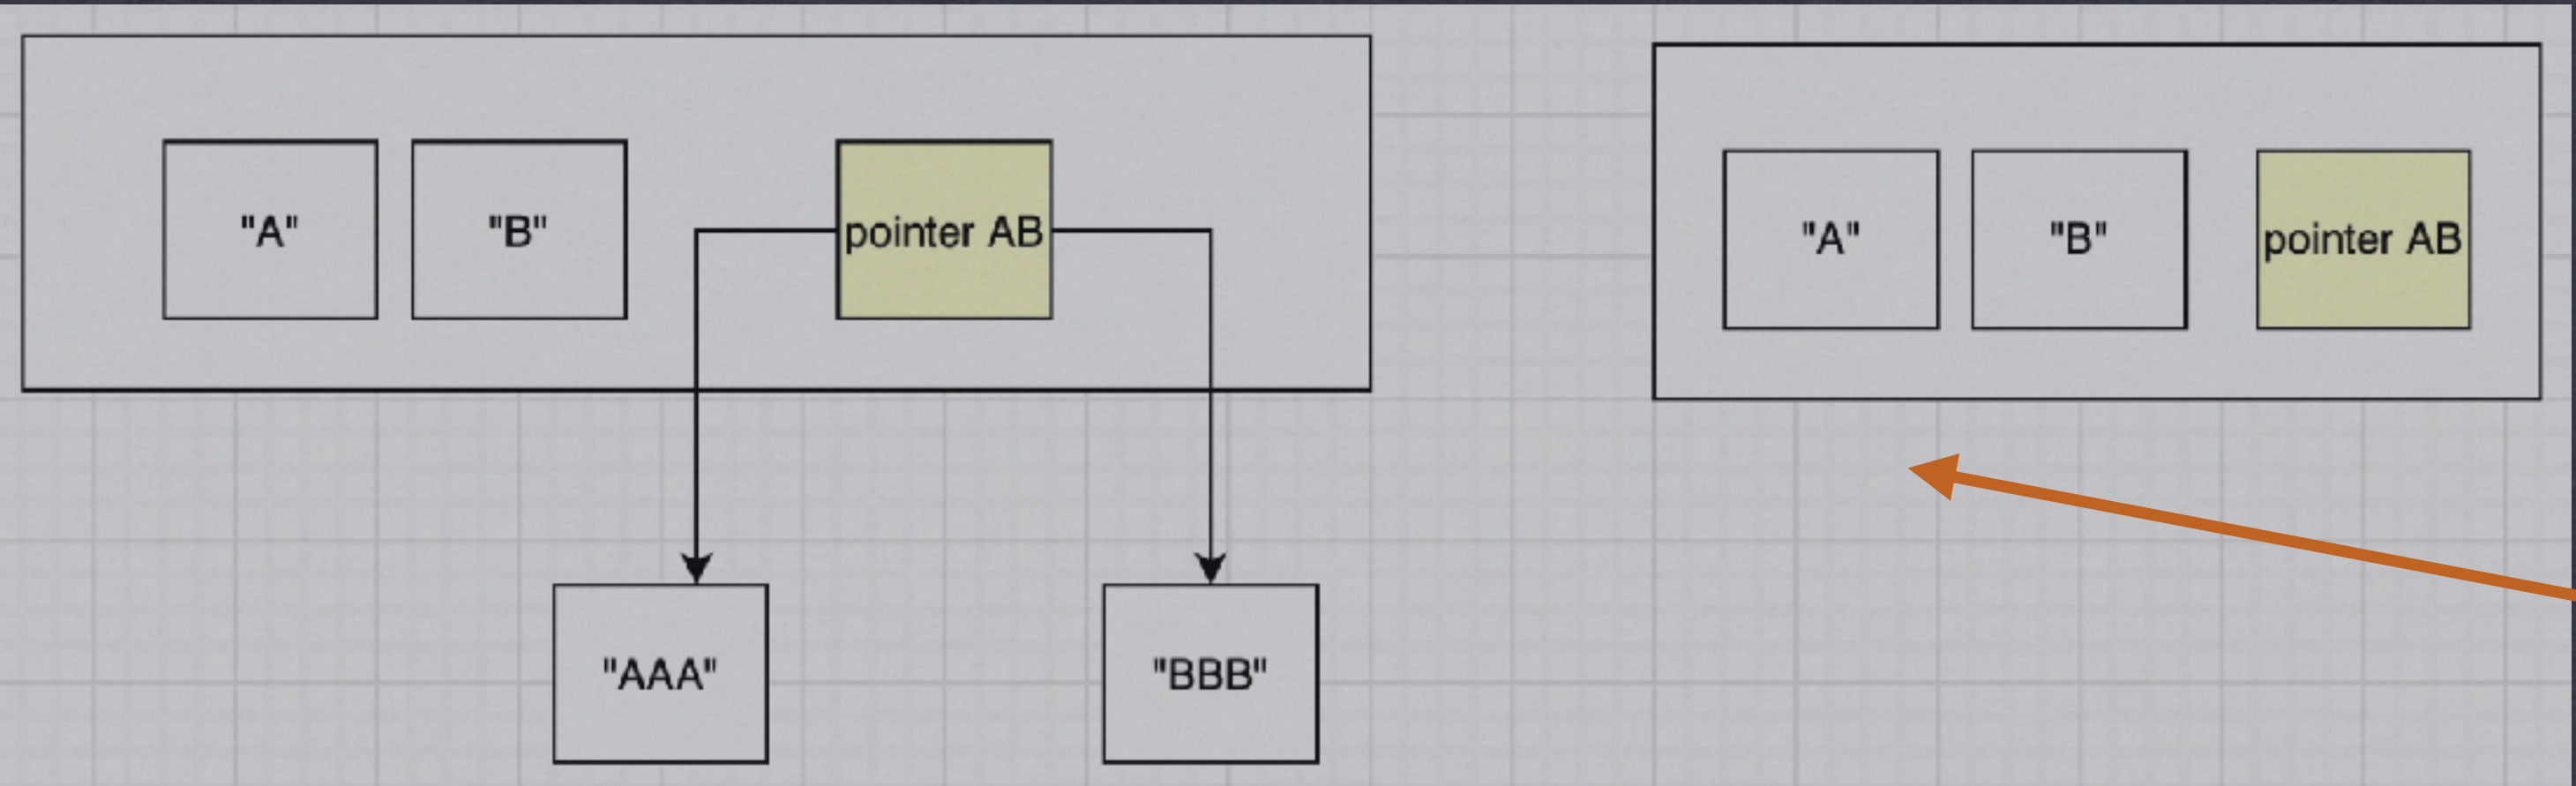 "A"
"B"
pointer AB
"A"
"B"
pointer AB
"AAA"
"BBB"